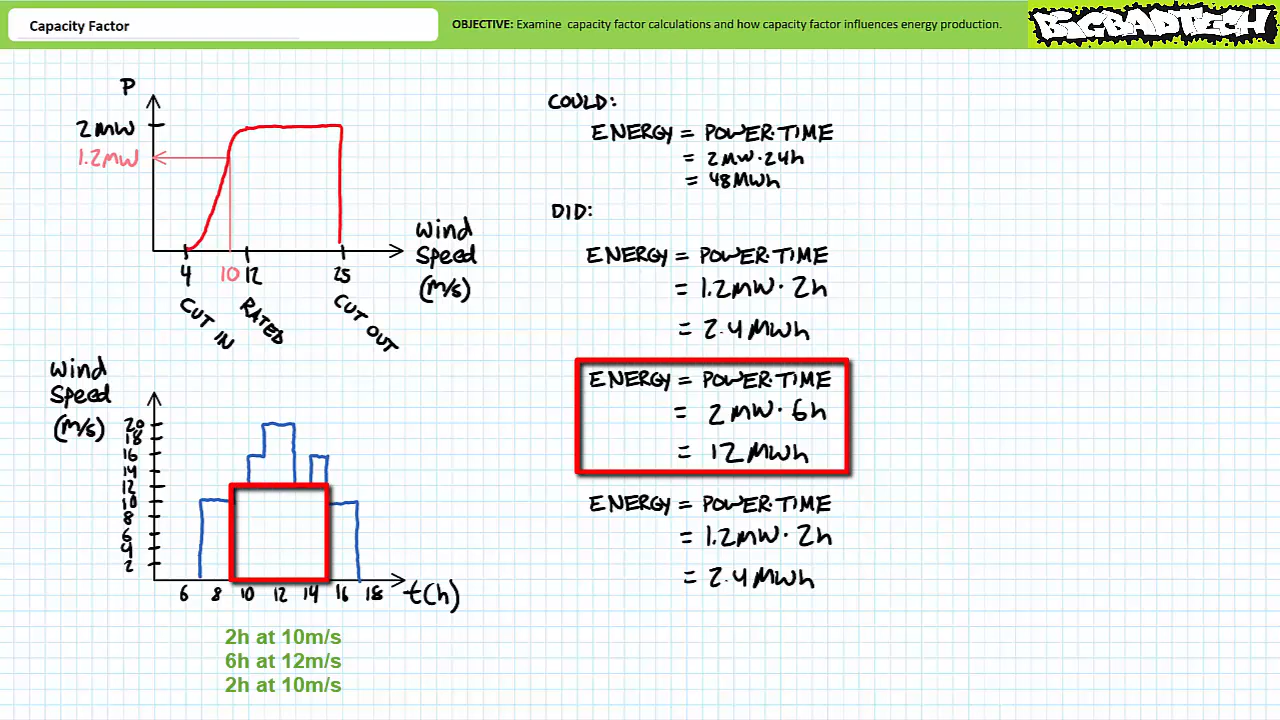 Capacity Factor
OBJECTIVE: Examine capacity factor calculations and how capacity factor influences energy production.
BIGBADTECH
P
2MW
1.2MW
4
10
12
25
Wind
Speed
(M/s)
CUT IN
RATED
CUT OUT
Wind
Speed
(M/s)
20
18
16
14
12
10
8
6
4
2
6 8 10 12 14 16 18
t(h)
2h at 10m/s
6h at 12m/s
2h at 10m/s
COULD:
ENERGY = POWER·TIME
= 2MW·24h
= 48MWh
DID:
ENERGY = POWER·TIME
= 1.2MW·2h
= 2.4MWh
ENERGY = POWER·TIME
= 2MW·6h
= 12MWh
ENERGY = POWER·TIME
= 1.2MW·2h
= 2.4MWh